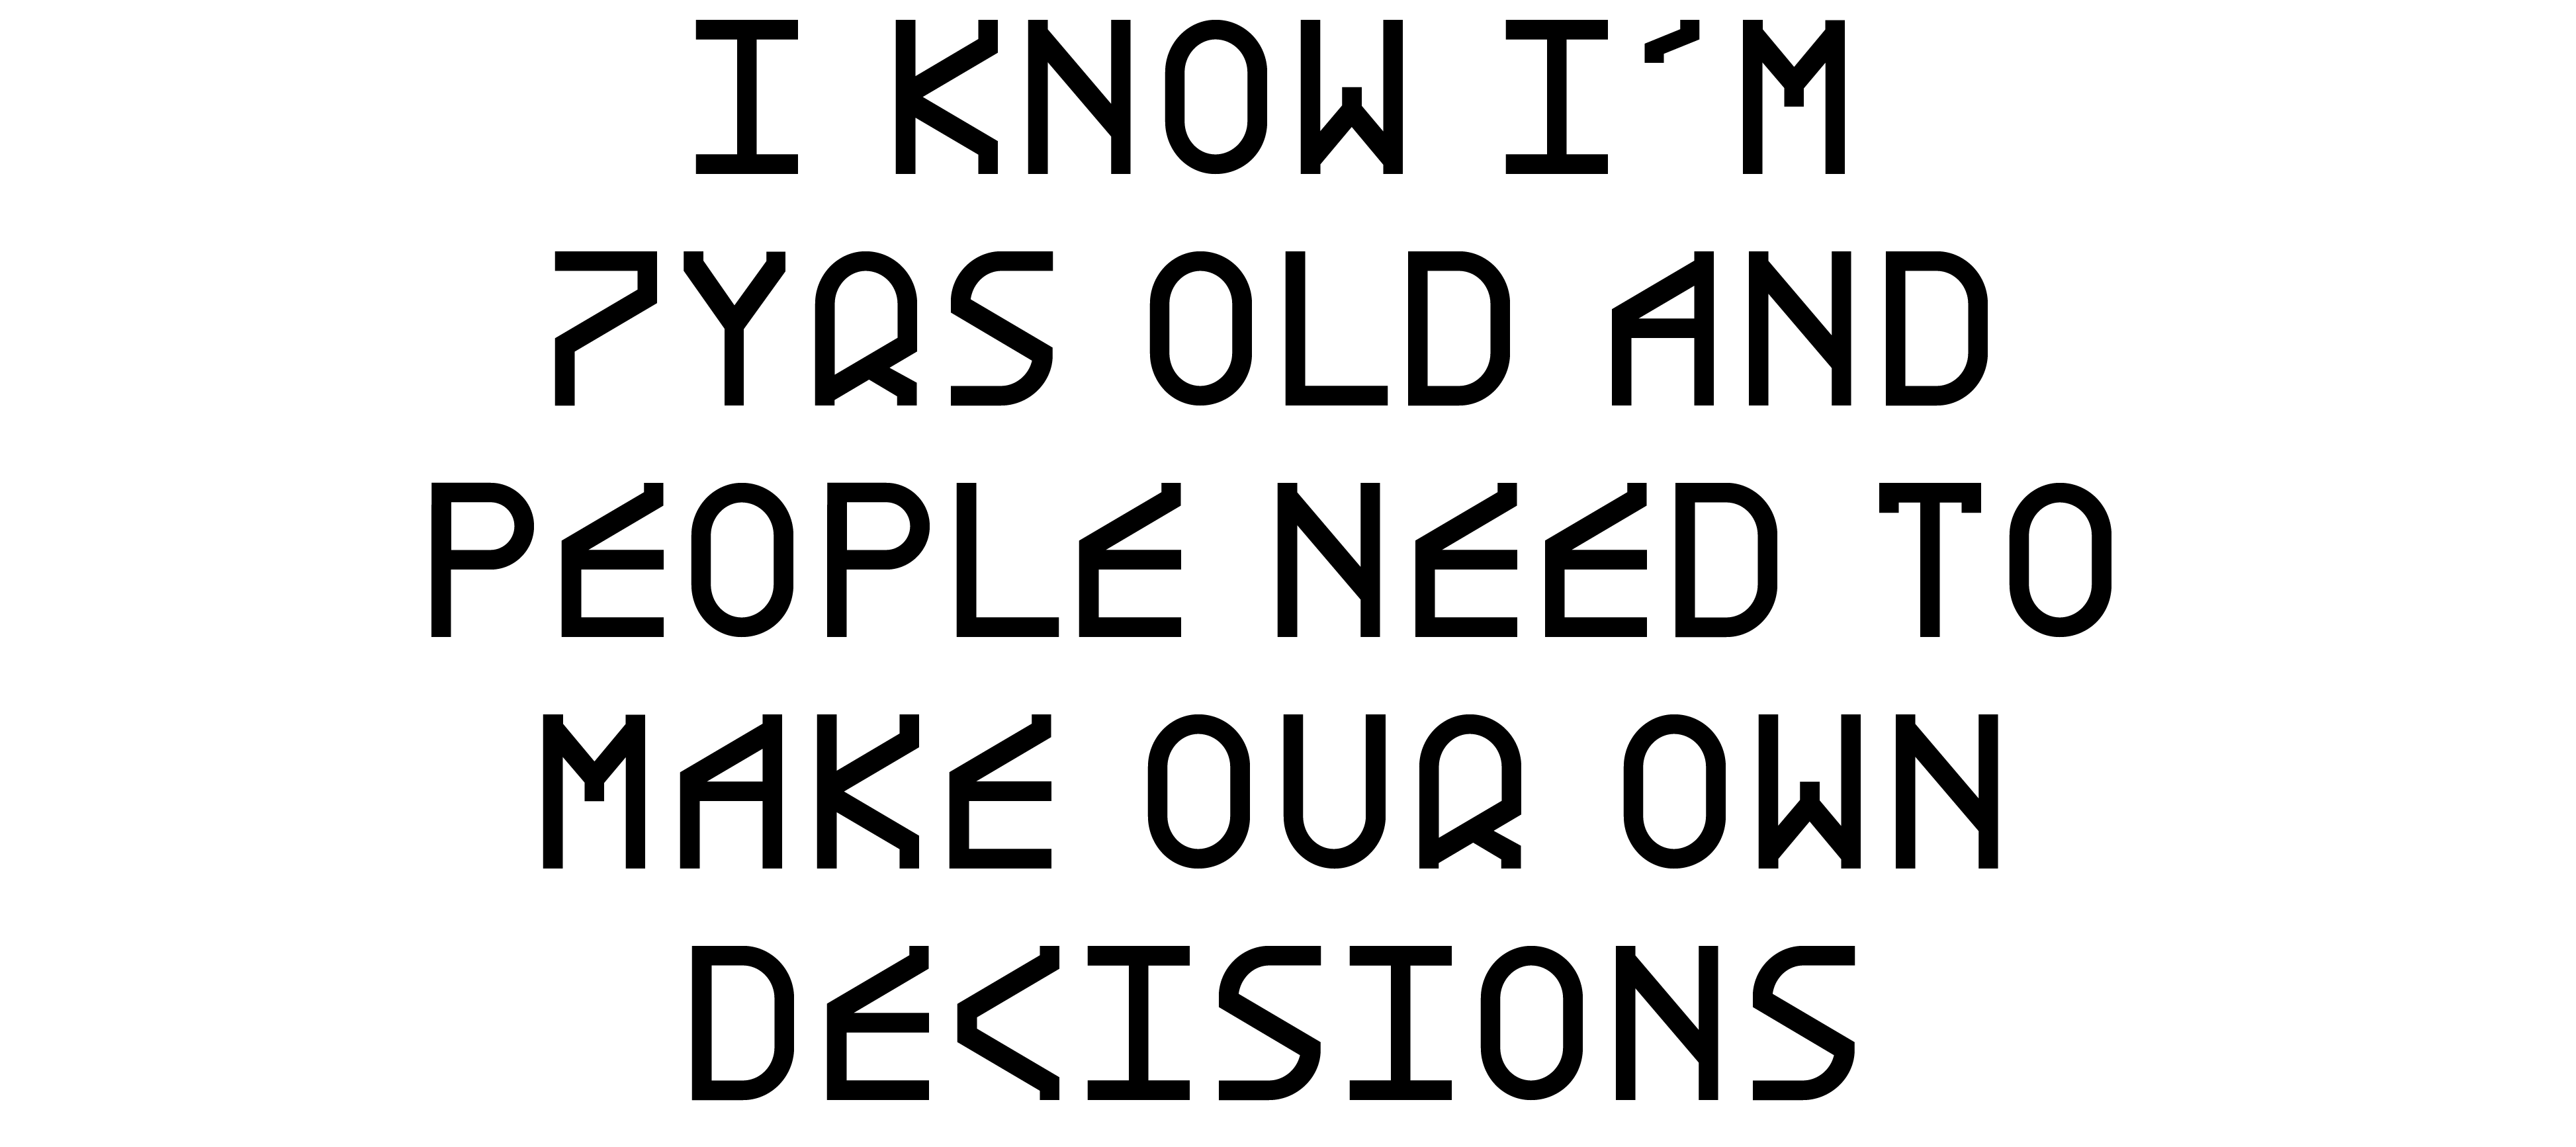 I KNOW I´M
7YRS OLD AND
PEOPLE NEED TO
MAKE OUR OWN
DECISIONS